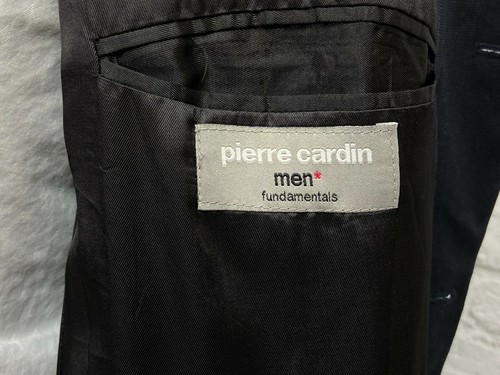 pierre cardin
men*
fundamentals